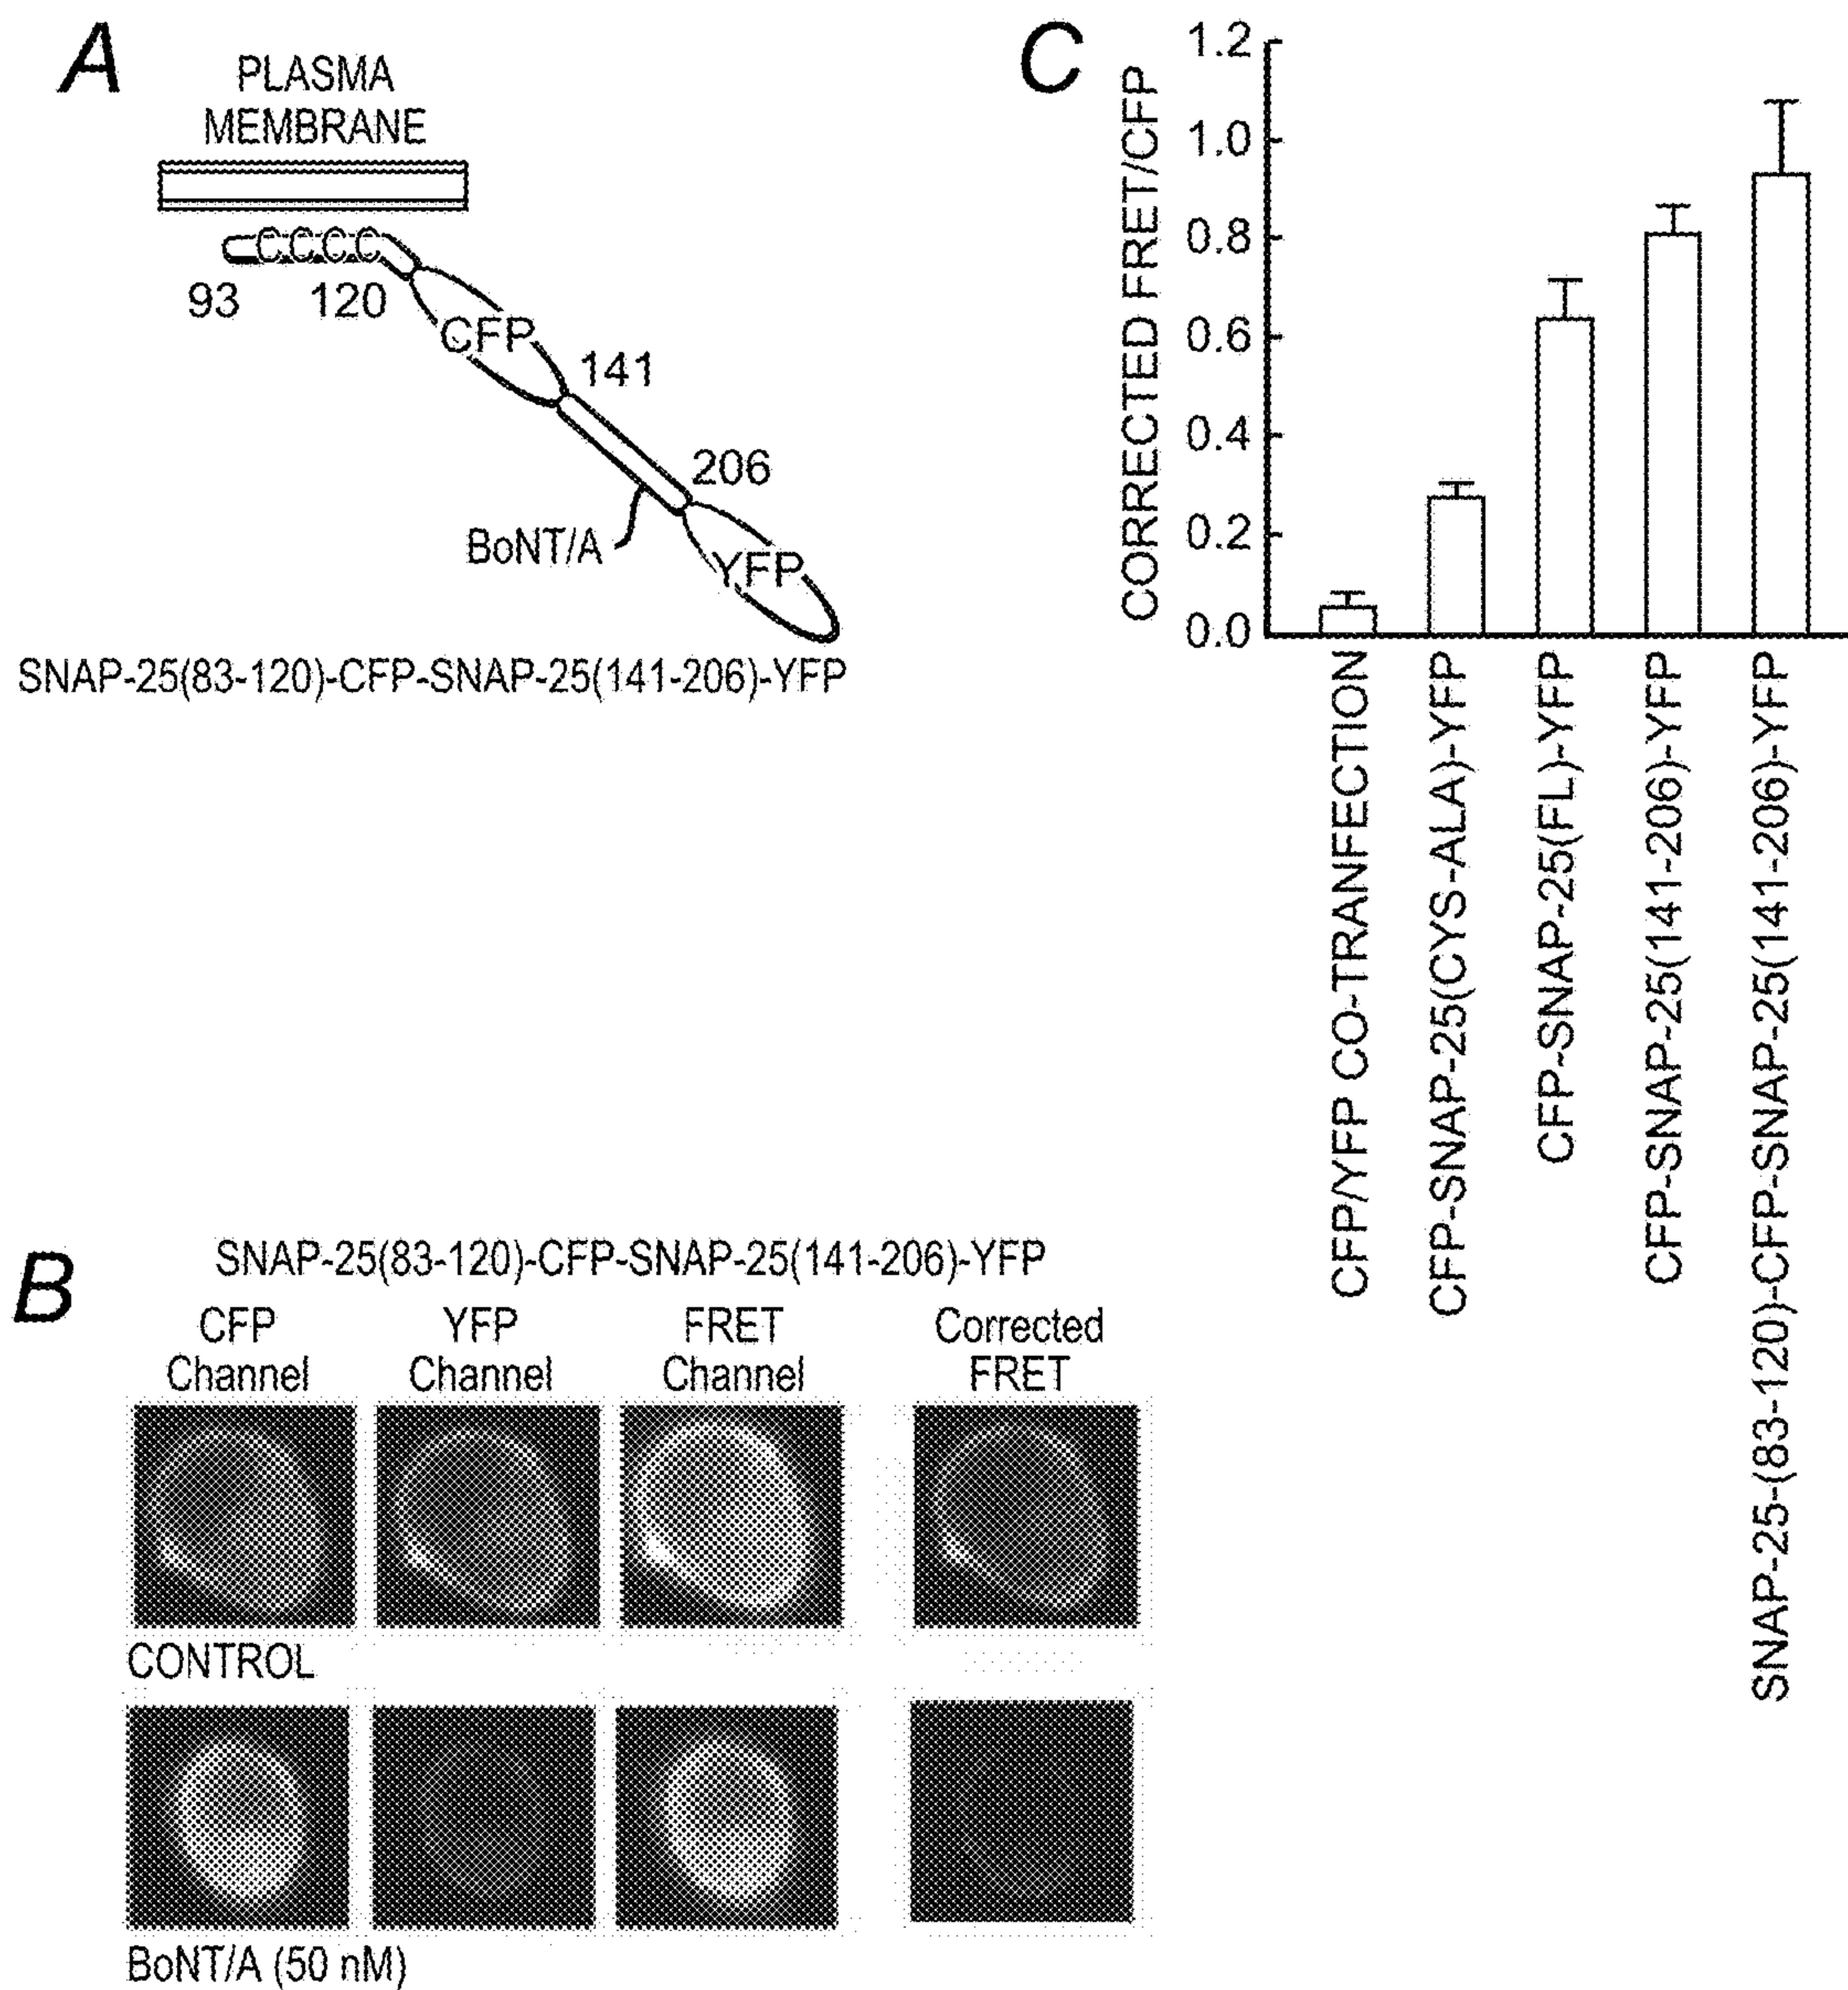 A
PLASMA
MEMBRANE
CCCC
93
120
CFP
141
206
BoNT/A
YFP
SNAP-25(83-120)-CFP-SNAP-25(141-206)-YFP
C
CORRECTED FRET/CFP
1.2
1.0
0.8
0.6
0.4
0.2
0.0
CFP/YFP CO-TRANFECTION
CFP-SNAP-25(CYS-ALA)-YFP
CFP-SNAP-25(FL)-YFP
CFP-SNAP-25(141-206)-YFP
SNAP-25-(83-120)-CFP-SNAP-25(141-206)-YFP
B
SNAP-25(83-120)-CFP-SNAP-25(141-206)-YFP
CFP
Channel
YFP
Channel
FRET
Channel
Corrected
FRET
CONTROL
BoNT/A (50 nM)